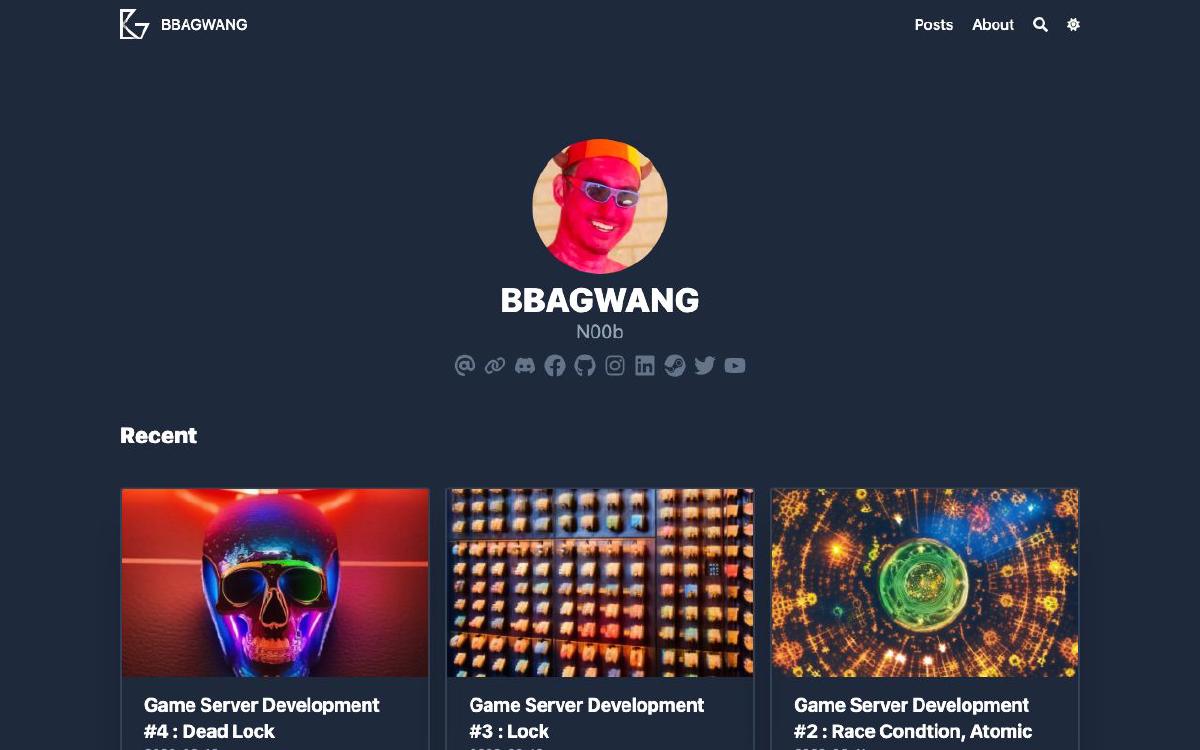 BBAGWANG
Posts
About
BBAGWANG
N00b
Recent
Game Server Development
#4 : Dead Lock
Game Server Development
#3 : Lock
Game Server Development
#2 : Race Condtion, Atomic